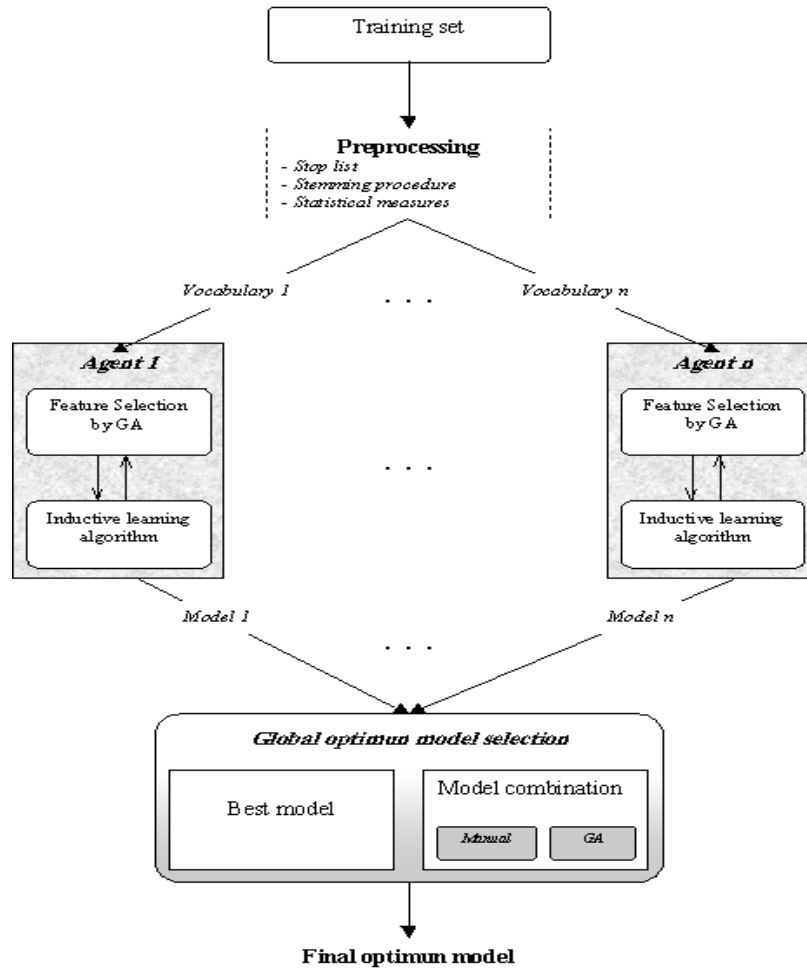 Training set
Preprocessing
- Stop list
- Stemming procedure
- Statistical measures
Vocabulary 1
. . .
Vocabulary n
Agent 1
Agent n
Feature Selection
by GA
Feature Selection
by GA
. . .
Inductive learning
algorithm
Inductive learning
algorithm
Model 1
Model n
. . .
Global optimun model selection
Best model
Model combination
Manual
GA
Final optimun model